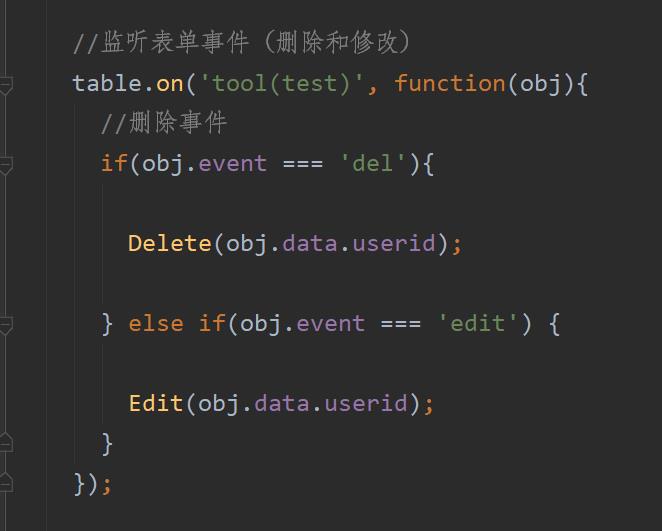 //监听表单事件（删除和修改）
table.on('tool(test)', function(obj){
//删除事件
if(obj.event === 'del'){
Delete(obj.data.userid);
} else if(obj.event === 'edit') {
Edit(obj.data.userid);
}
});